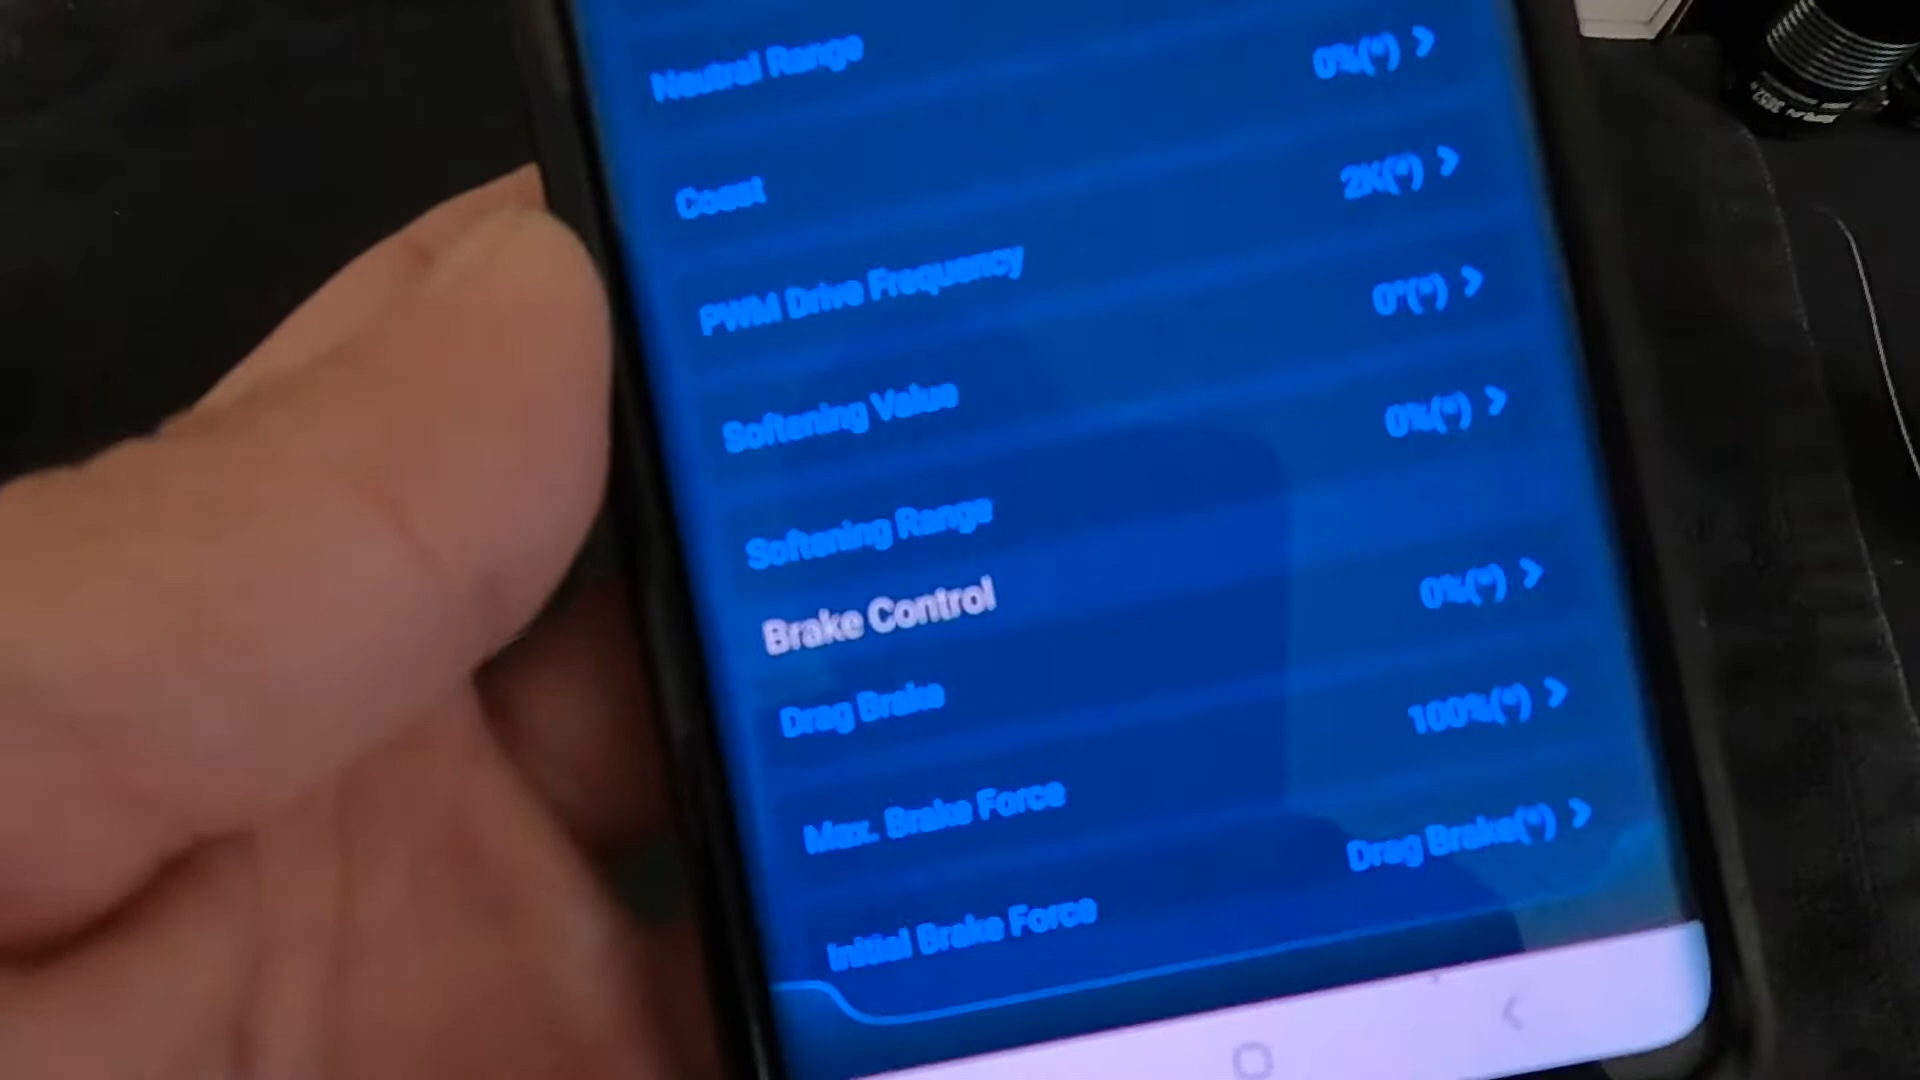 Neutral Range
Coast 0%(*)
PWM Drive Frequency 2K(*)
Softening Value 0°(*)
Softening Range 0%(*)
Brake Control
Drag Brake 0%(*)
Max. Brake Force 100%(*)
Initial Brake Force Drag Brake(*)